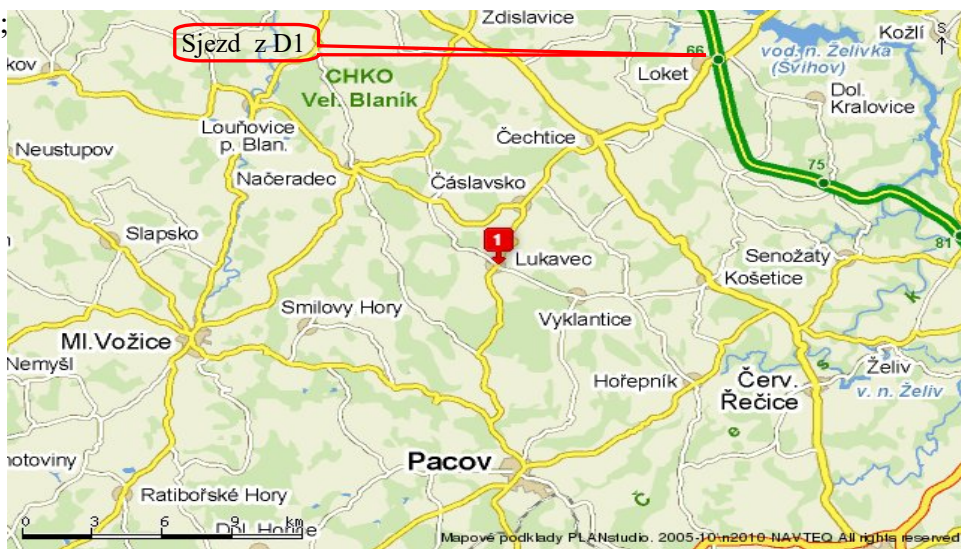 ;
Zdislavice
Kožlí
S
Sjezd z D1
66
vod. n. Želivka
(Švihov)
kov
CHKO
Vel. Blaník
Loket
Dol.
Kralovice
Louňovice
p. Blan.
Čechtice
Neustupov
75
Načeradec
Čáslavsko
Slapsko
1
Lukavec
81
Senožaty
Košetice
Smilovy Hory
Vyklantice
Ml.Vožice
Nemyšl
Hořepník
Červ.
Řečice
Želiv
v. n. Želiv
Č e s k
Pacov
notoviny
Ratibořské Hory
0 3 6 9 km
Dol. Hořice
Mapové podklady PLANstudio. 2005-10\n2010 NAVTEQ All rights reserved